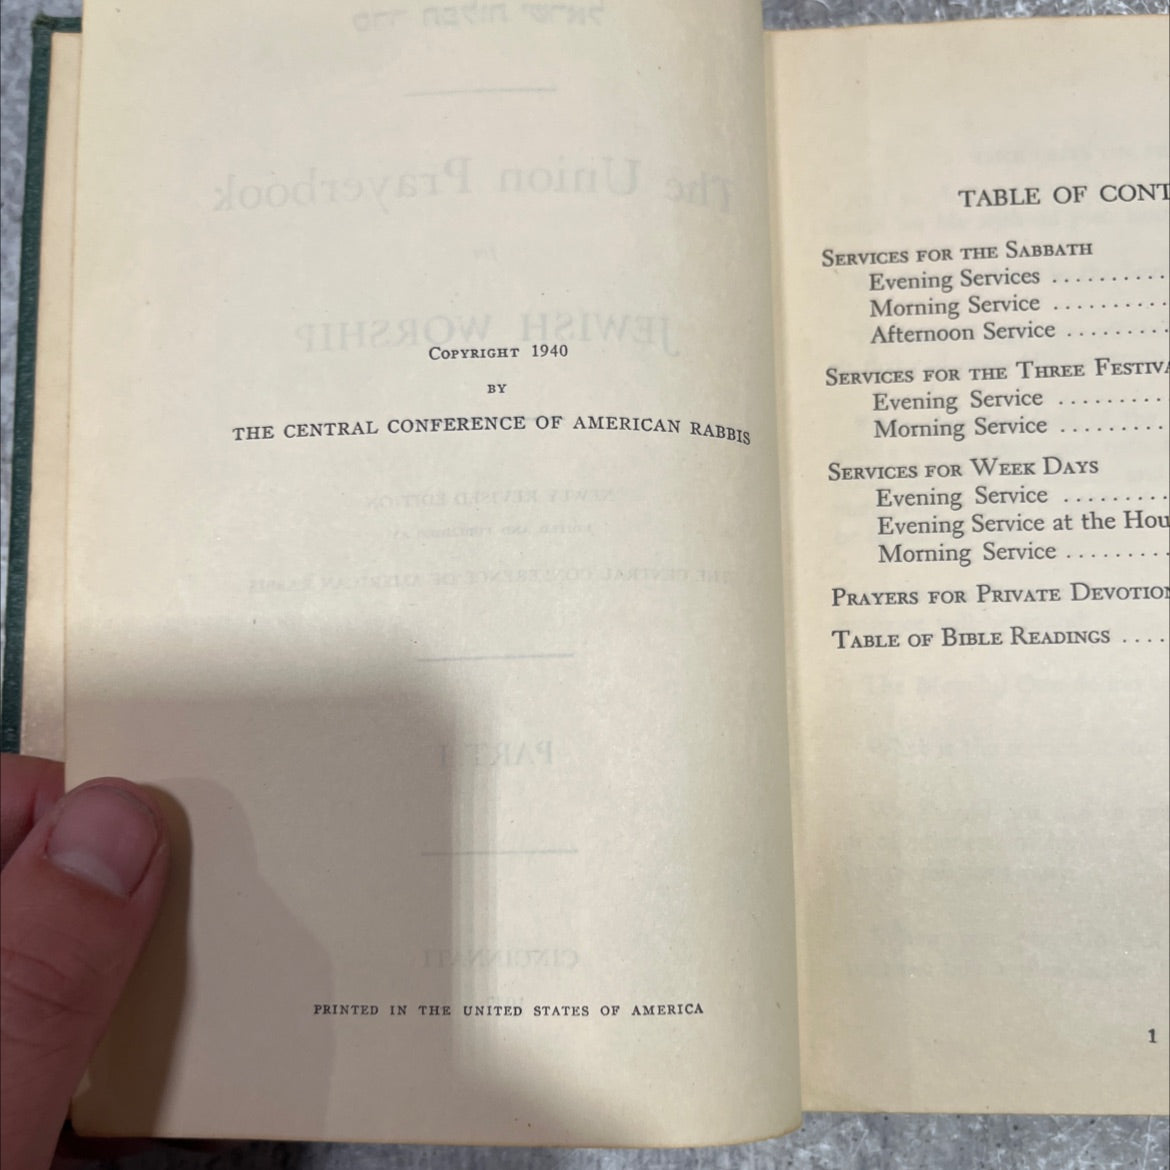 COPYRIGHT 1940
BY
THE CENTRAL CONFERENCE OF AMERICAN RABBIS
PRINTED IN THE UNITED STATES OF AMERICA
TABLE OF CONT
SERVICES FOR THE SABBATH
Evening Services ..........
Morning Service ..........
Afternoon Service .........
SERVICES FOR THE THREE FESTIVA
Evening Service .........
Morning Service .........
SERVICES FOR WEEK DAYS
Evening Service .........
Evening Service at the Hou
Morning Service .........
PRAYERS FOR PRIVATE DEVOTION
TABLE OF BIBLE READINGS ....
1